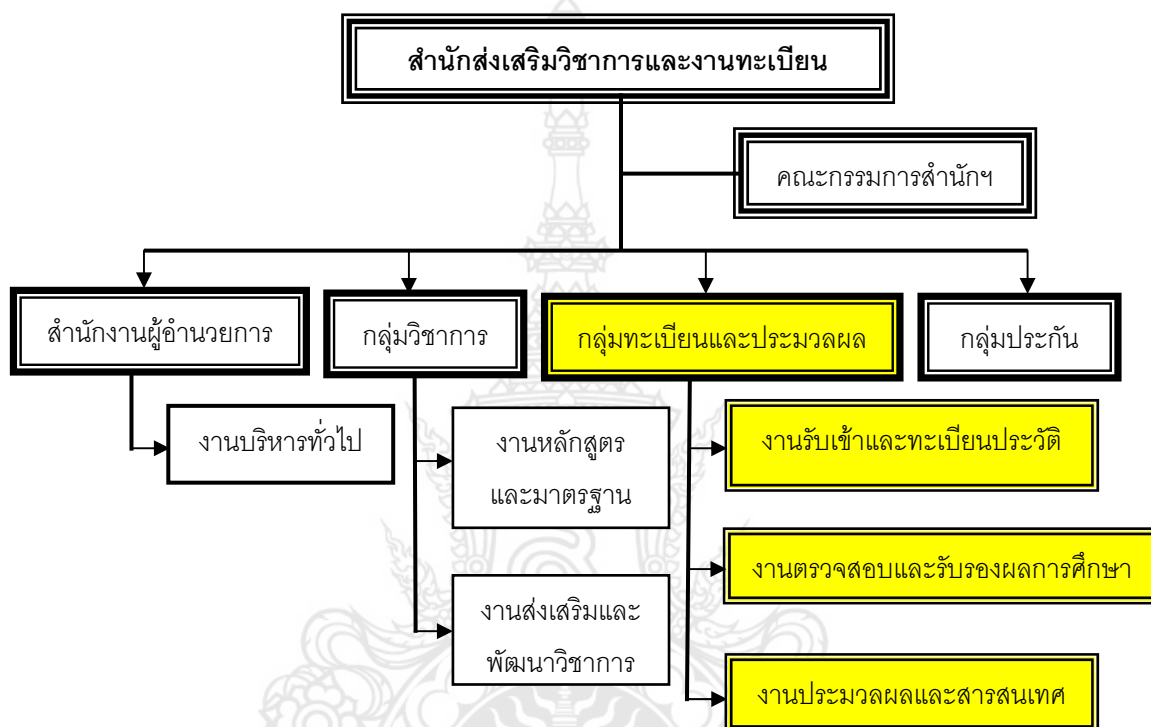 สำนักส่งเสริมวิชาการและงานทะเบียน
คณะกรรมการสำนักฯ
สำนักงานผู้อำนวยการ
กลุ่มวิชาการ
กลุ่มทะเบียนและประมวลผล
กลุ่มประกัน
งานบริหารทั่วไป
งานหลักสูตร
และมาตรฐาน
งานรับเข้าและทะเบียนประวัติ
งานตรวจสอบและรับรองผลการศึกษา
งานส่งเสริมและ
พัฒนาวิชาการ
งานประมวลผลและสารสนเทศ